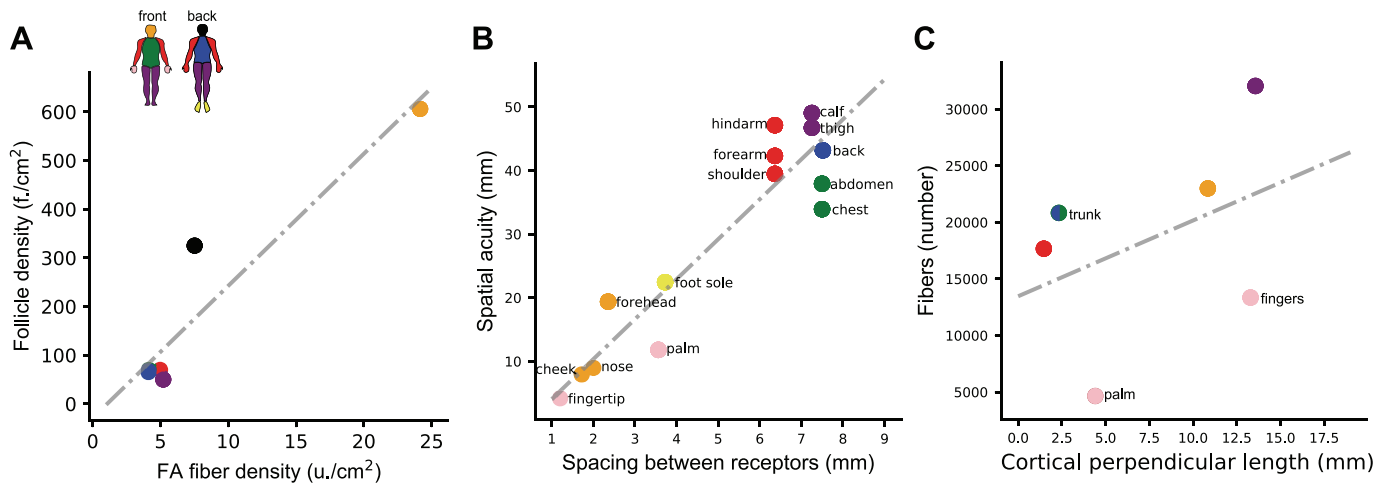 front back
A
B
C
Follicle density (f./cm²)
600
500
400
300
200
100
0
0 5 10 15 20 25
FA fiber density (u./cm²)
Spatial acuity (mm)
50
40
30
20
10
hindarm
forearm
shoulder
calf
thigh
back
abdomen
chest
foot sole
forehead
palm
cheek
nose
fingertip
1 2 3 4 5 6 7 8 9
Spacing between receptors (mm)
Fibers (number)
30000
25000
20000
15000
10000
5000
trunk
fingers
palm
0.0 2.5 5.0 7.5 10.0 12.5 15.0 17.5
Cortical perpendicular length (mm)